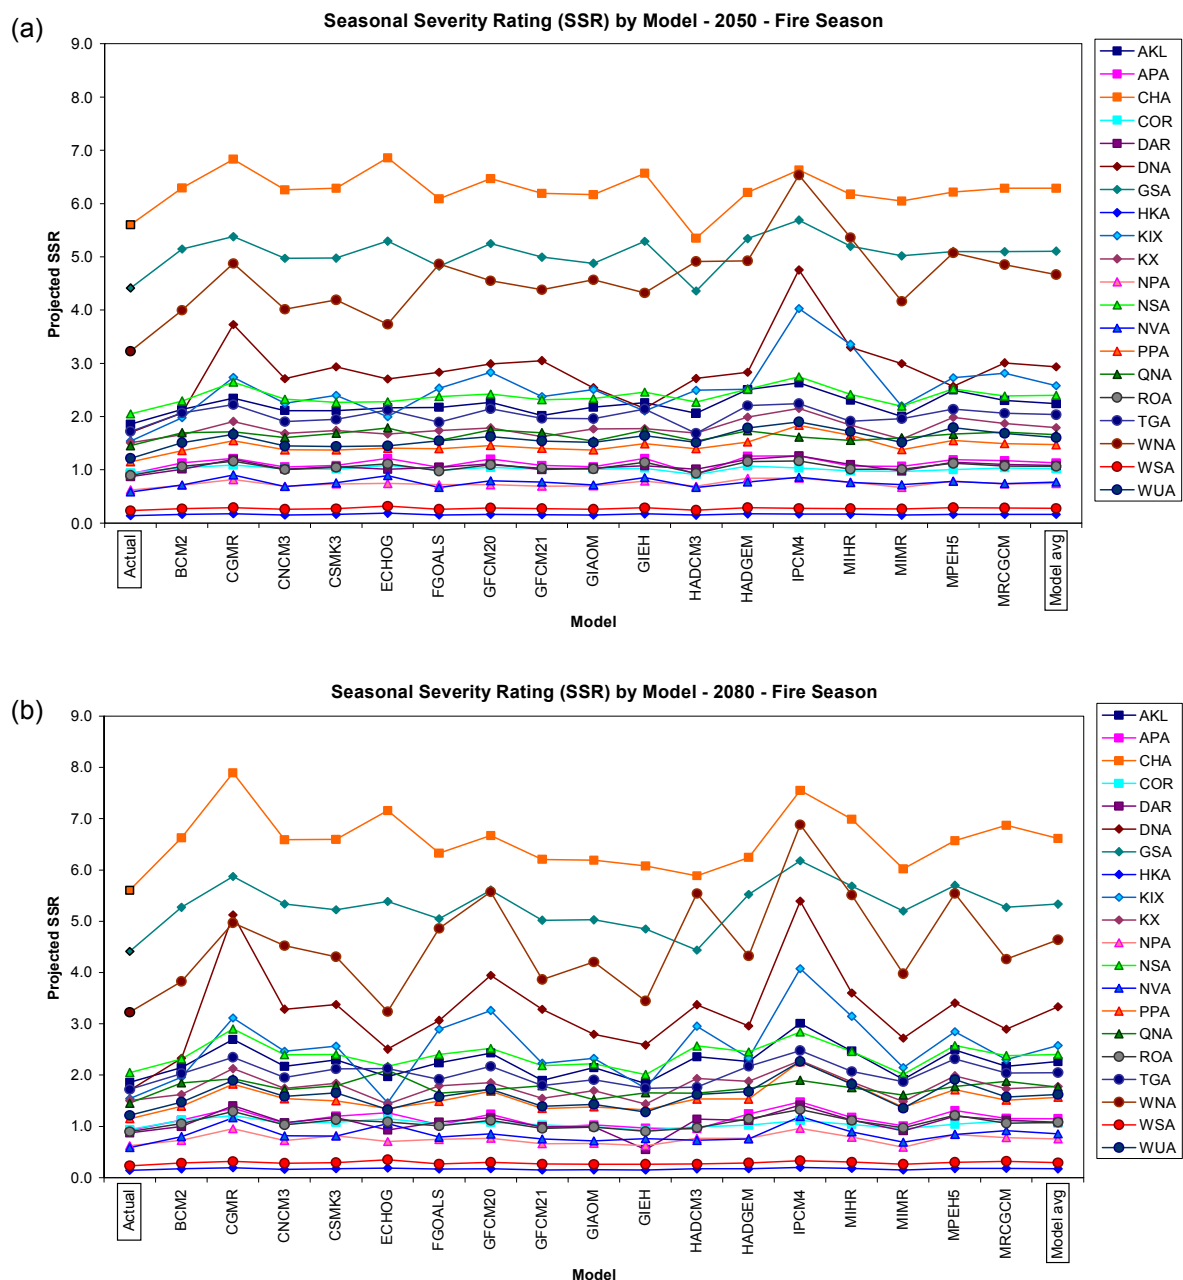 (a)
Seasonal Severity Rating (SSR) by Model - 2050 - Fire Season
Projected SSR
9.0
8.0
7.0
6.0
5.0
4.0
3.0
2.0
1.0
0.0
Actual
BCM2
CGMR
CNCM3
CSMK3
ECHOG
FGOALS
GFCM20
GFCM21
GIAOM
GIEH
HADCM3
HADGEM
IPCM4
MIHR
MIMR
MPEH5
MRCGCM
Model avg
Model
AKL
APA
CHA
COR
DAR
DNA
GSA
HKA
KIX
KX
NPA
NSA
NVA
PPA
QNA
ROA
TGA
WNA
WSA
WUA
(b)
Seasonal Severity Rating (SSR) by Model - 2080 - Fire Season
Projected SSR
9.0
8.0
7.0
6.0
5.0
4.0
3.0
2.0
1.0
0.0
Actual
BCM2
CGMR
CNCM3
CSMK3
ECHOG
FGOALS
GFCM20
GFCM21
GIAOM
GIEH
HADCM3
HADGEM
IPCM4
MIHR
MIMR
MPEH5
MRCGCM
Model avg
Model
AKL
APA
CHA
COR
DAR
DNA
GSA
HKA
KIX
KX
NPA
NSA
NVA
PPA
QNA
ROA
TGA
WNA
WSA
WUA